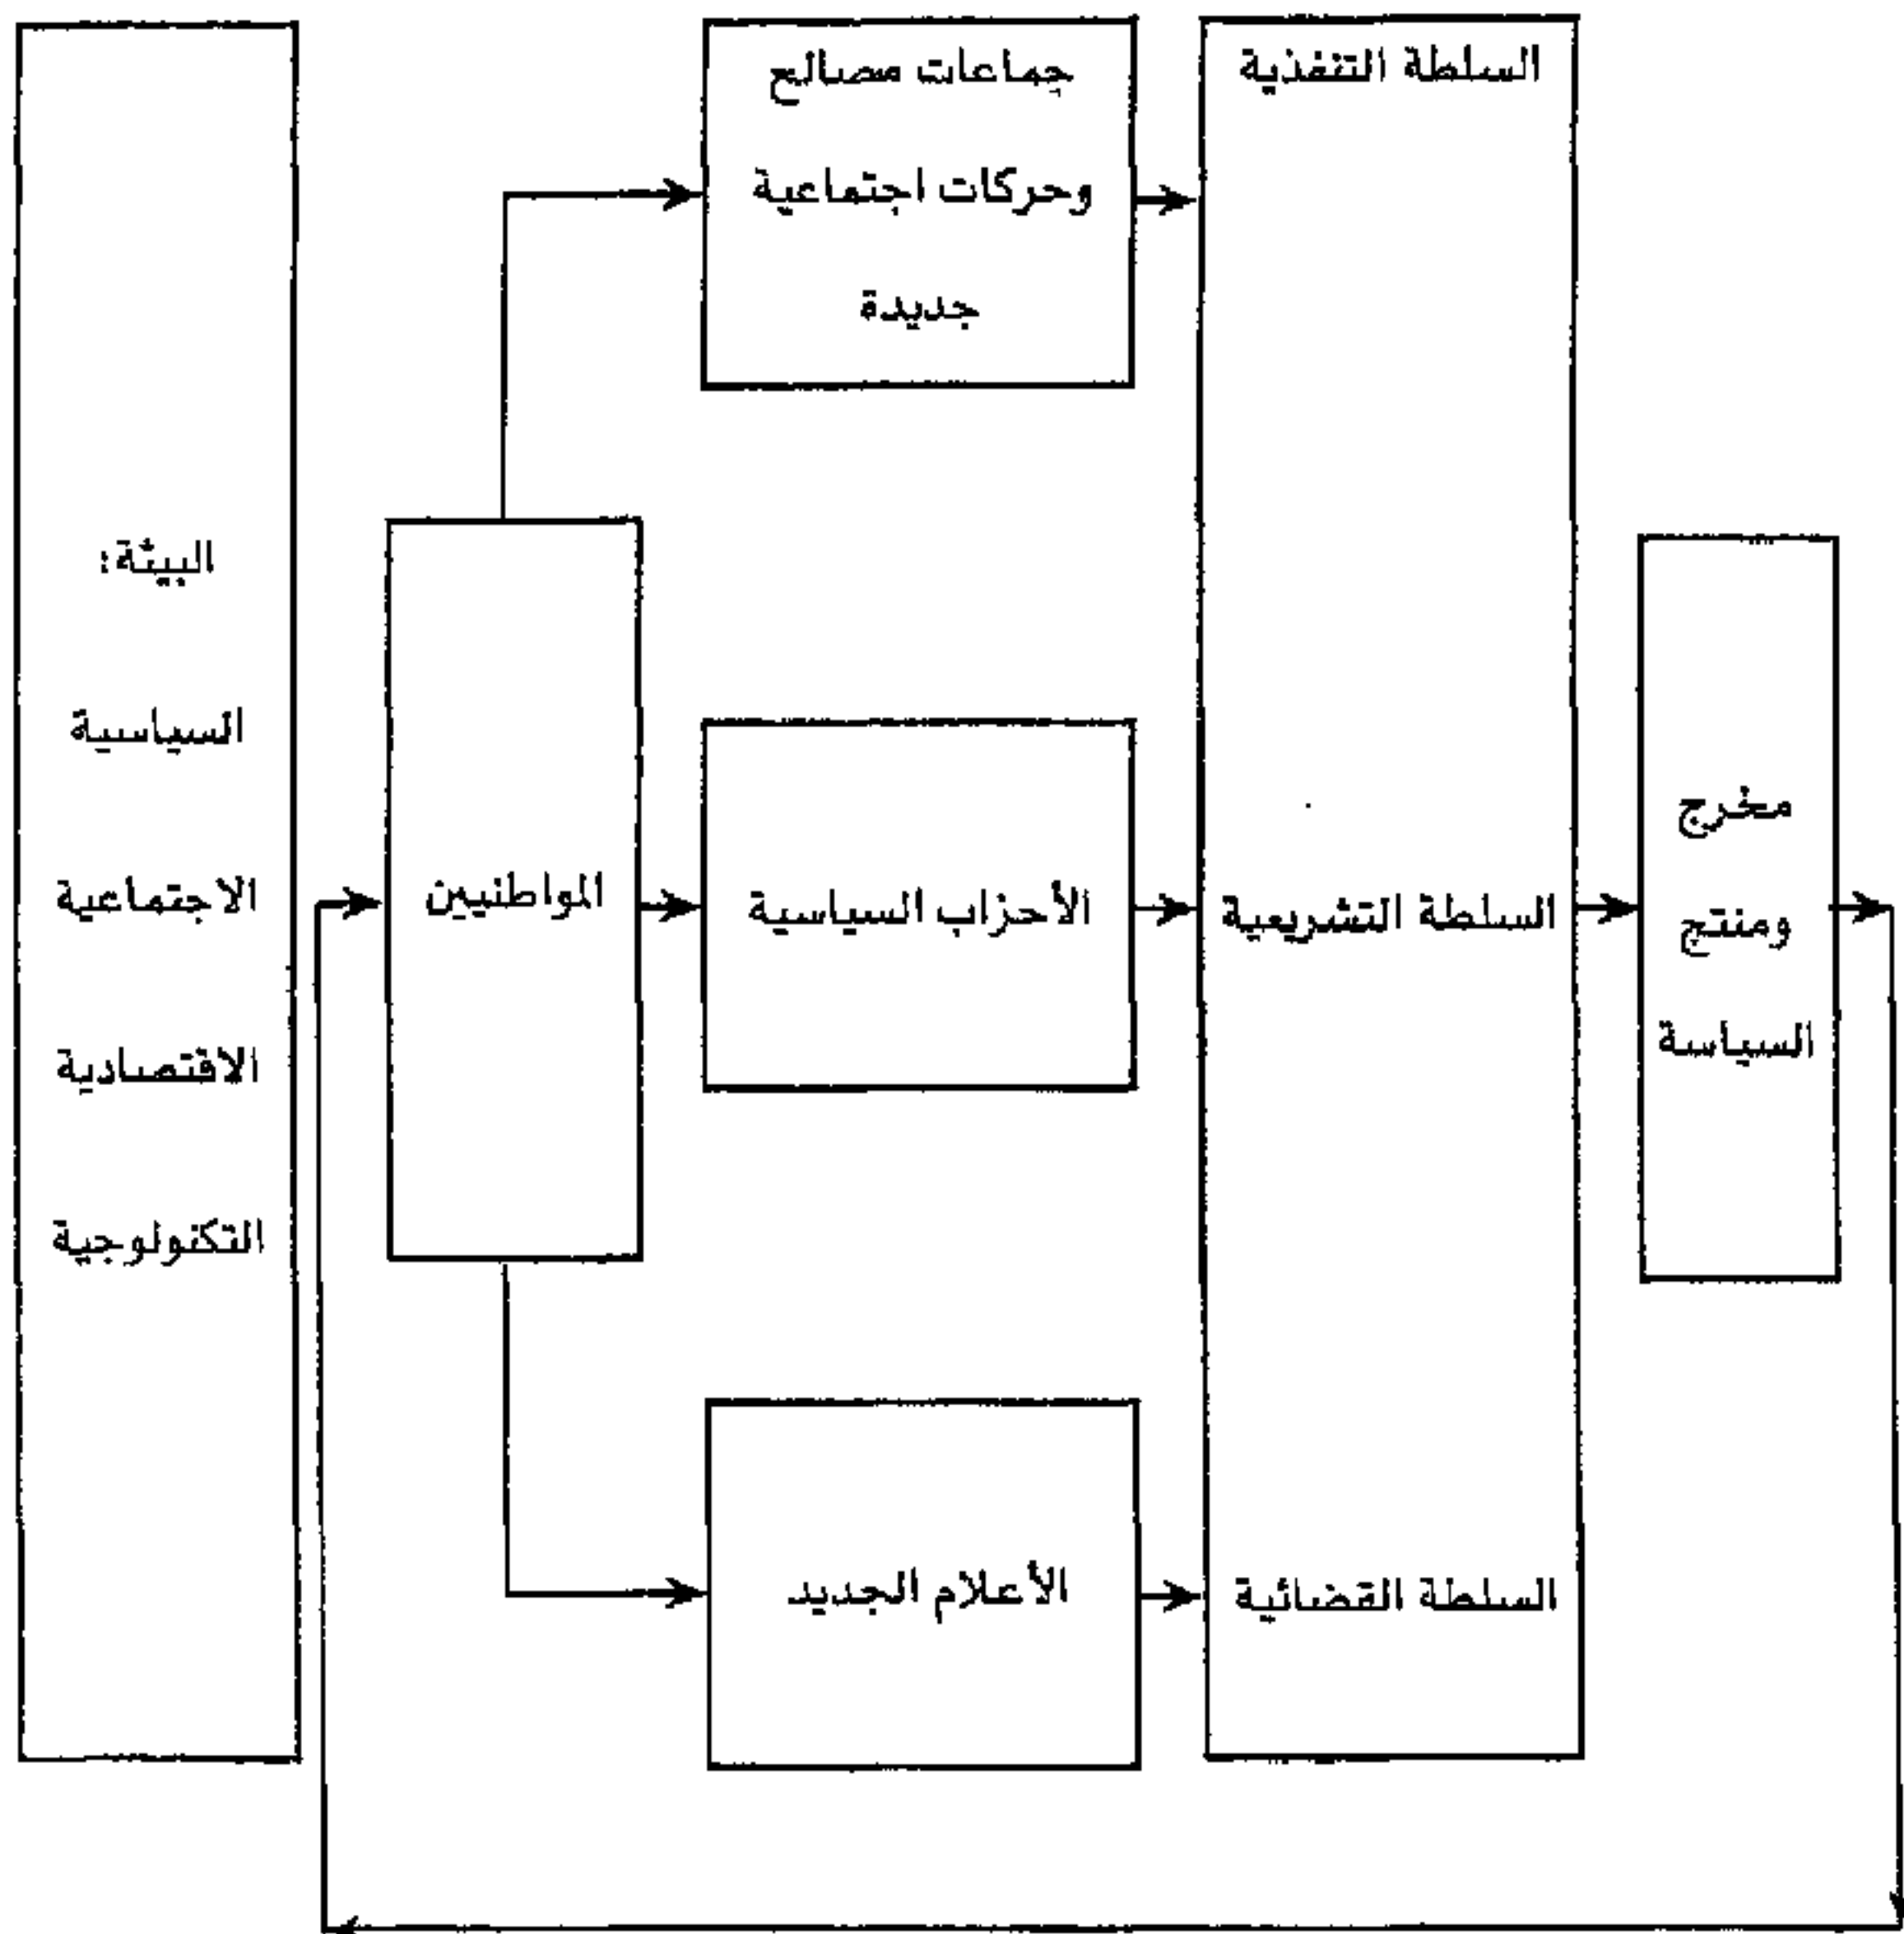 البيئة:
السياسية
الاجتماعية
الاقتصادية
التكنولوجية
المواطنيين
جماعات مصالح
وحركات اجتماعية
جديدة
الأحزاب السياسية
الأعلام الجديد
السلطة التنفذية
السلطة التشريعية
السلطة القضائية
مخرج
ومنتج
السياسة